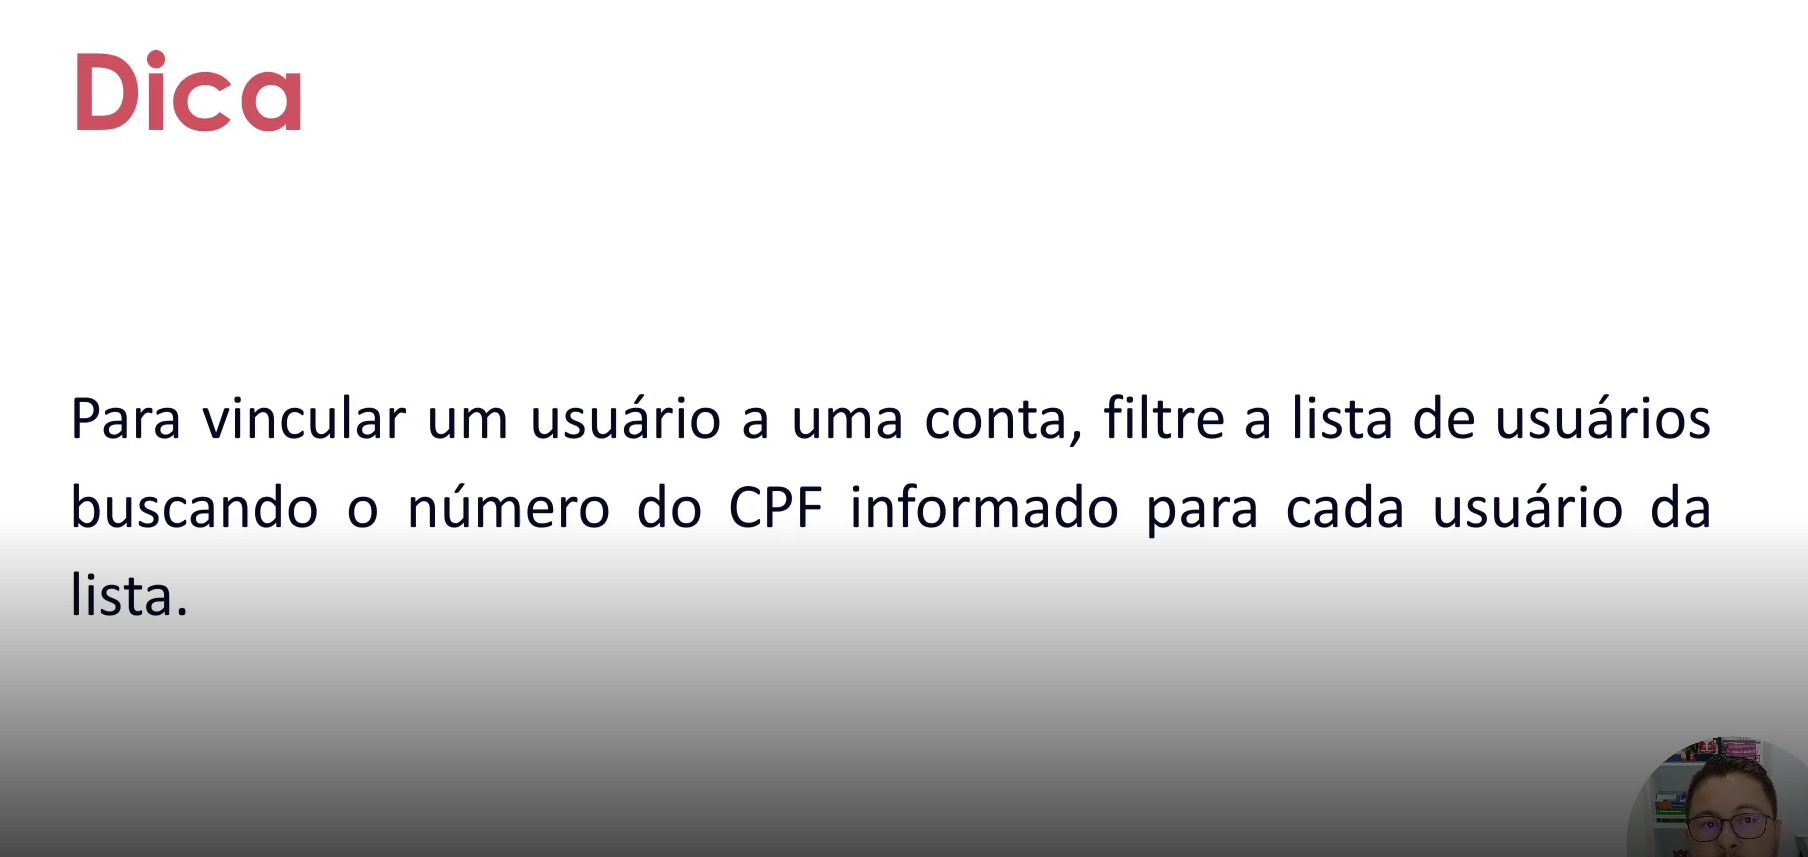 Dica
Para vincular um usuário a uma conta, filtre a lista de usuários
buscando o número do CPF informado para cada usuário da
lista.